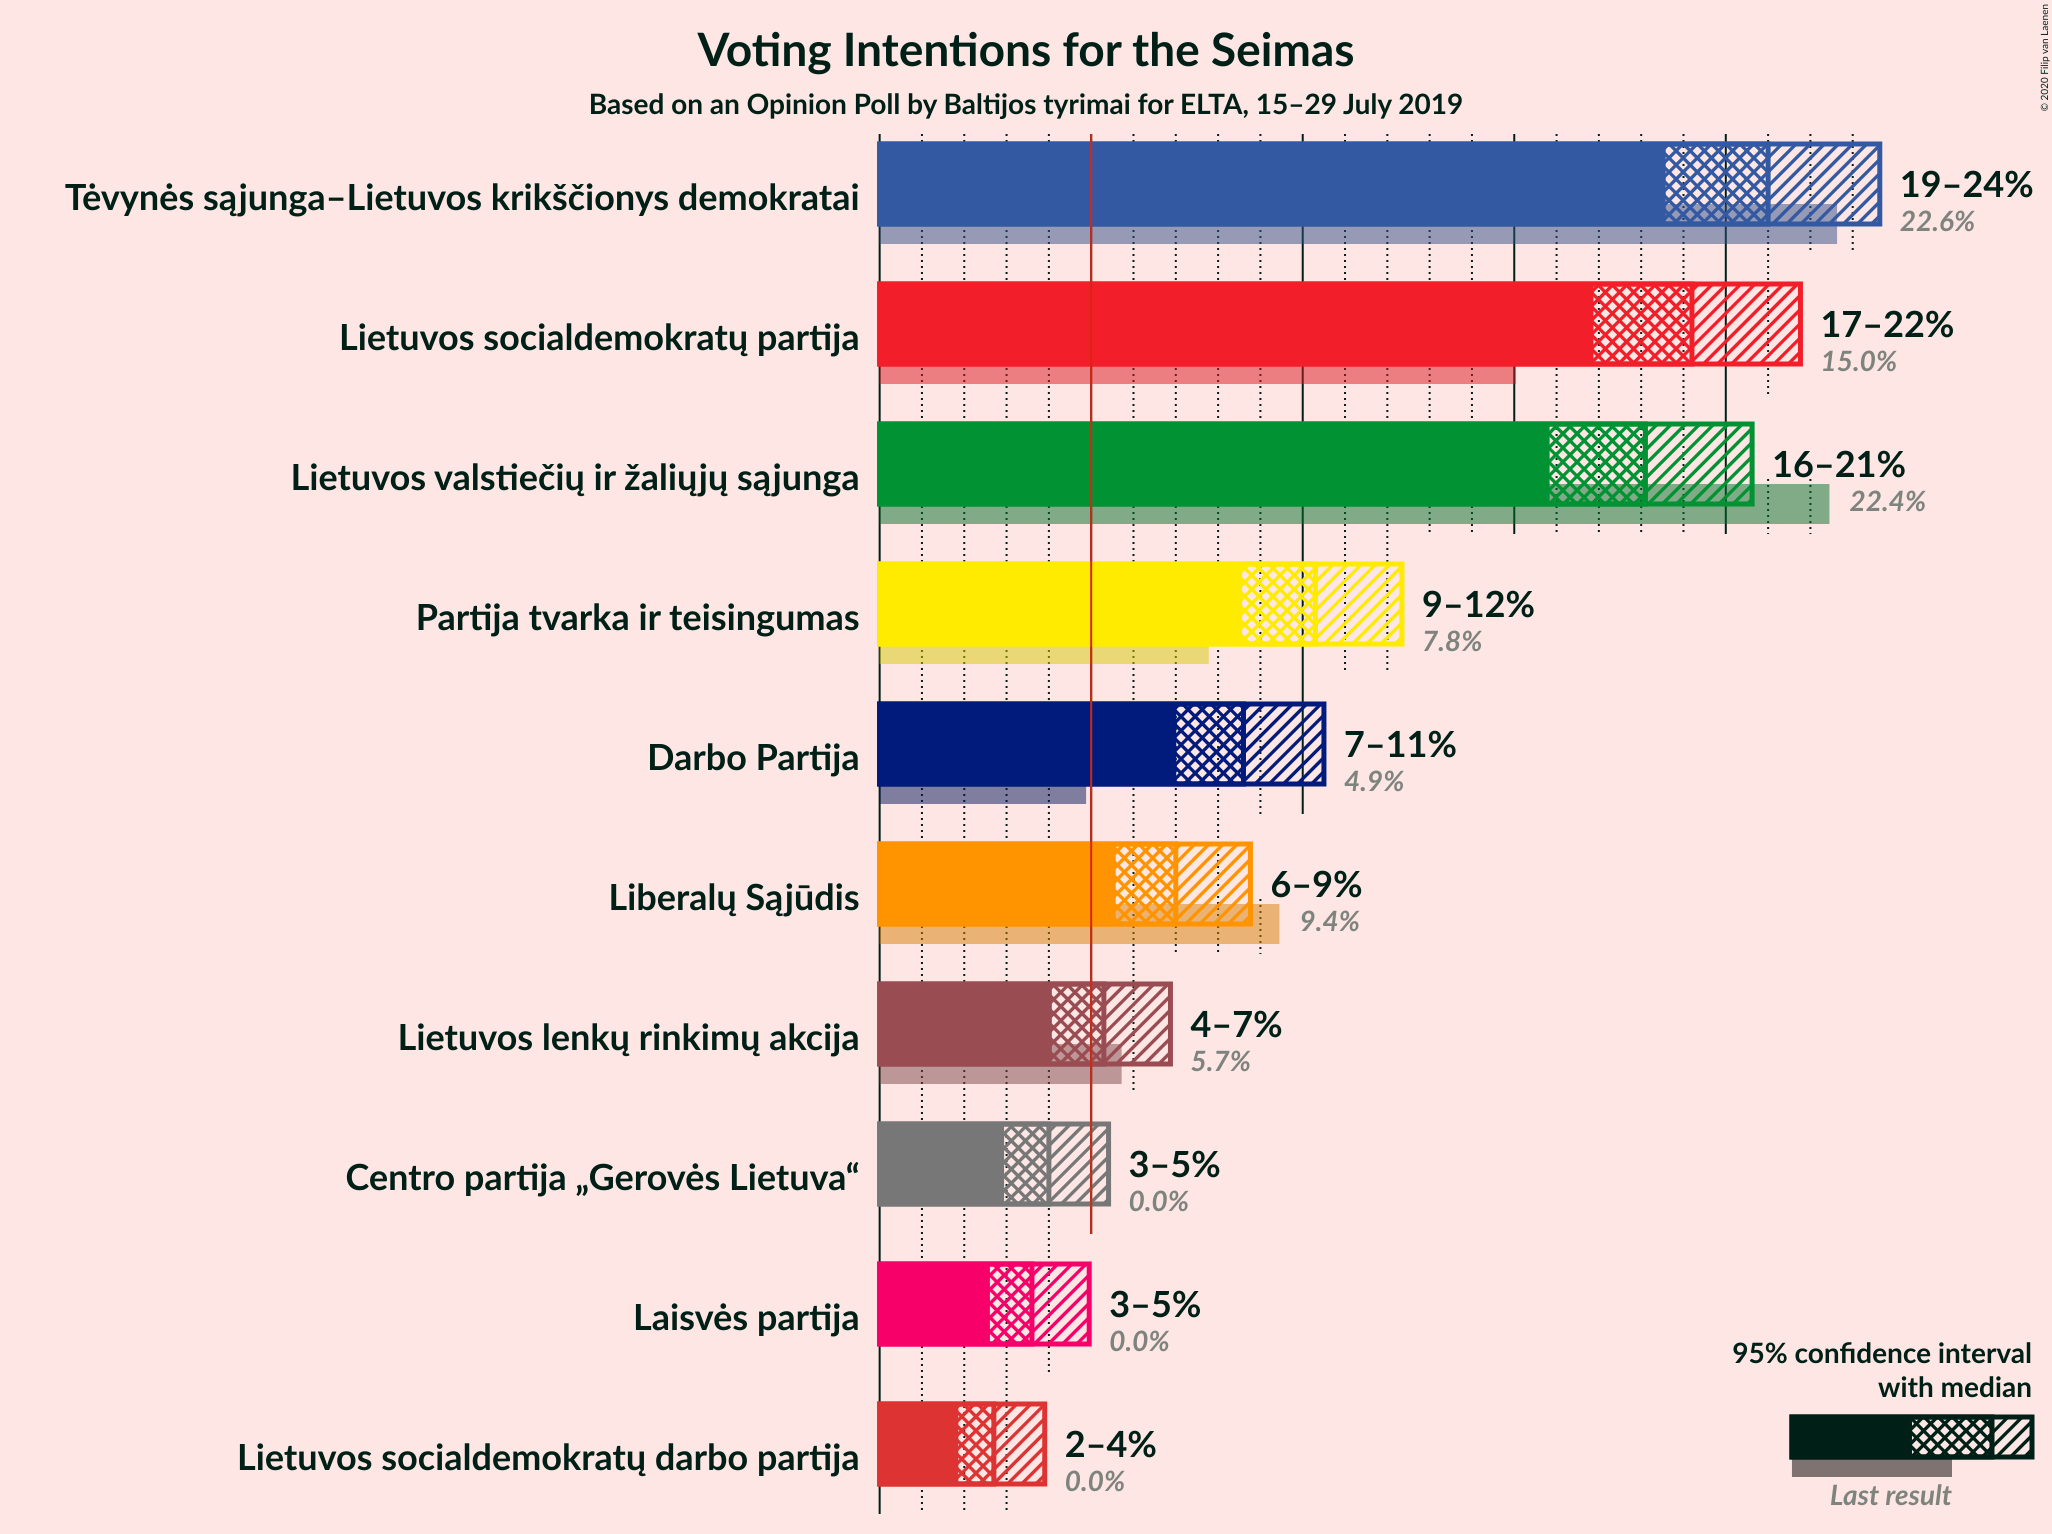 Voting Intentions for the Seimas
Based on an Opinion Poll by Baltijos tyrimai for ELTA, 15–29 July 2019
© 2020 Filip van Laenen
Tėvynės sąjunga–Lietuvos krikščionys demokratai
19–24%
22.6%
Lietuvos socialdemokratų partija
17–22%
15.0%
Lietuvos valstiečių ir žaliųjų sąjunga
16–21%
22.4%
Partija tvarka ir teisingumas
9–12%
7.8%
Darbo Partija
7–11%
4.9%
Liberalų Sąjūdis
6–9%
9.4%
Lietuvos lenkų rinkimų akcija
4–7%
5.7%
Centro partija „Gerovės Lietuva“
3–5%
0.0%
Laisvės partija
3–5%
0.0%
Lietuvos socialdemokratų darbo partija
2–4%
0.0%
95% confidence interval
with median
Last result